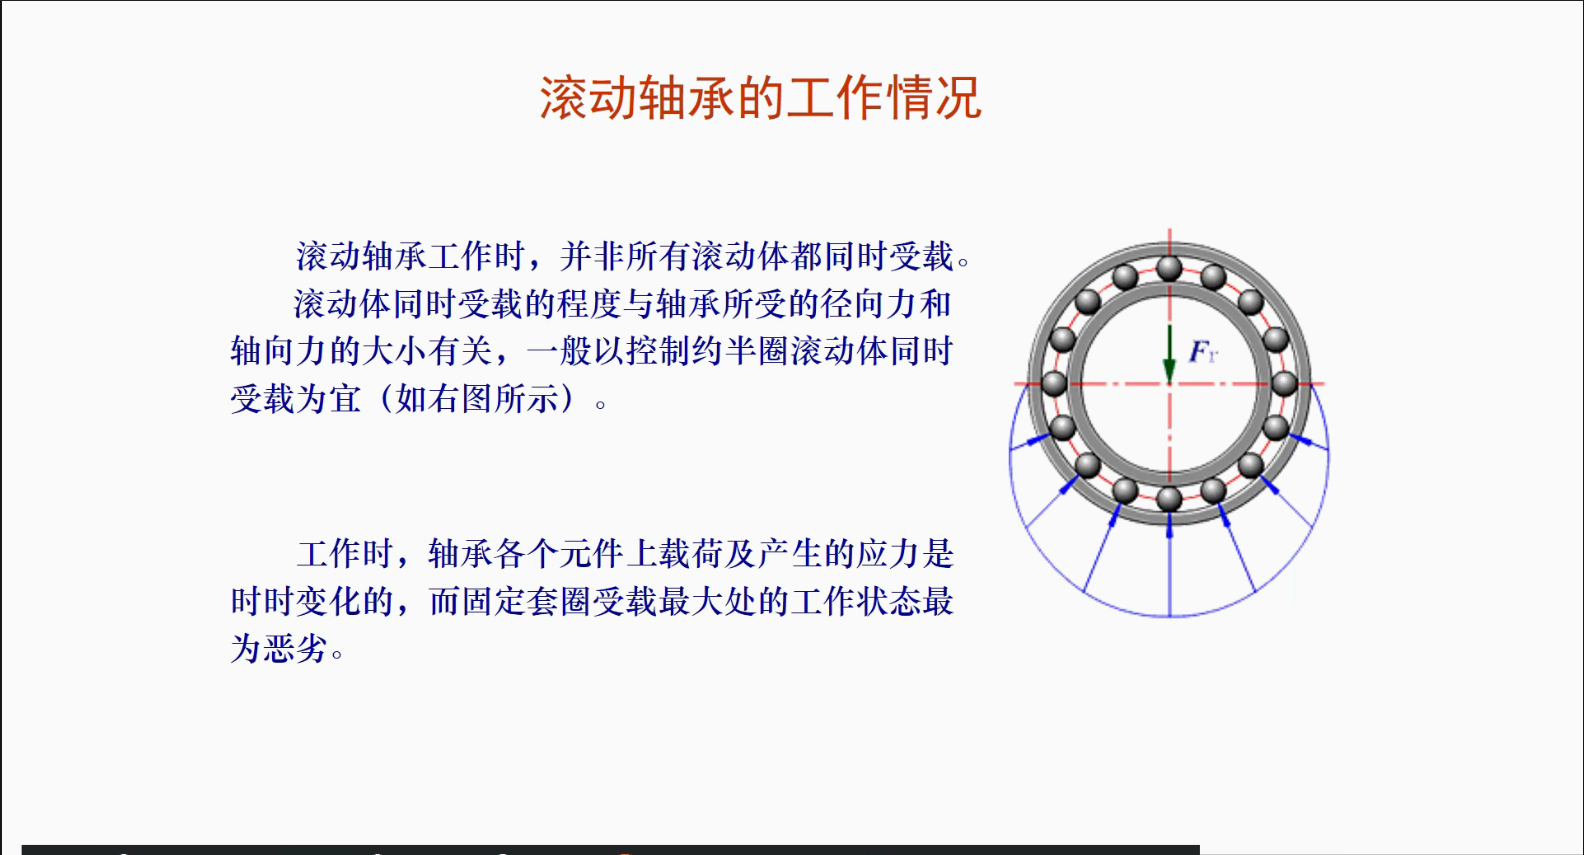 滚动轴承的工作情况
滚动轴承工作时，并非所有滚动体都同时受载。
滚动体同时受载的程度与轴承所受的径向力和
轴向力的大小有关，一般以控制约半圈滚动体同时
受载为宜（如右图所示）。
Fr
工作时，轴承各个元件上载荷及产生的应力是
时时变化的，而固定套圈受载最大处的工作状态最
为恶劣。